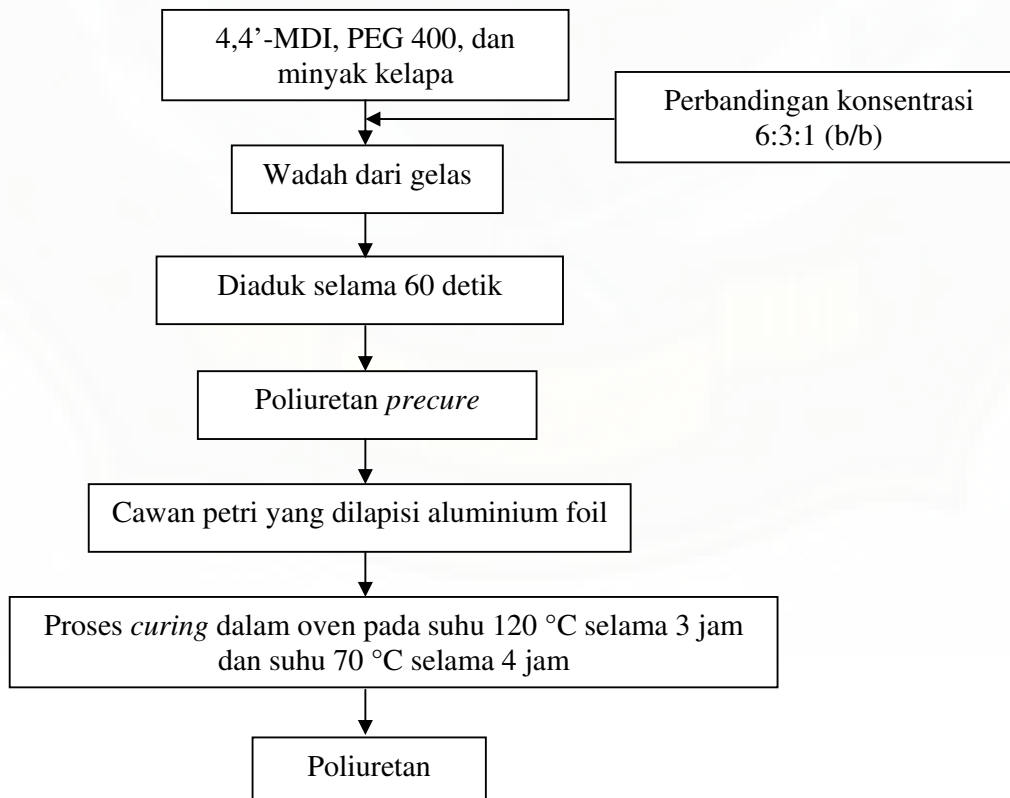 4,4’-MDI, PEG 400, dan
minyak kelapa
Perbandingan konsentrasi
6:3:1 (b/b)
Wadah dari gelas
Diaduk selama 60 detik
Poliuretan precure
Cawan petri yang dilapisi aluminium foil
Proses curing dalam oven pada suhu 120 °C selama 3 jam
dan suhu 70 °C selama 4 jam
Poliuretan